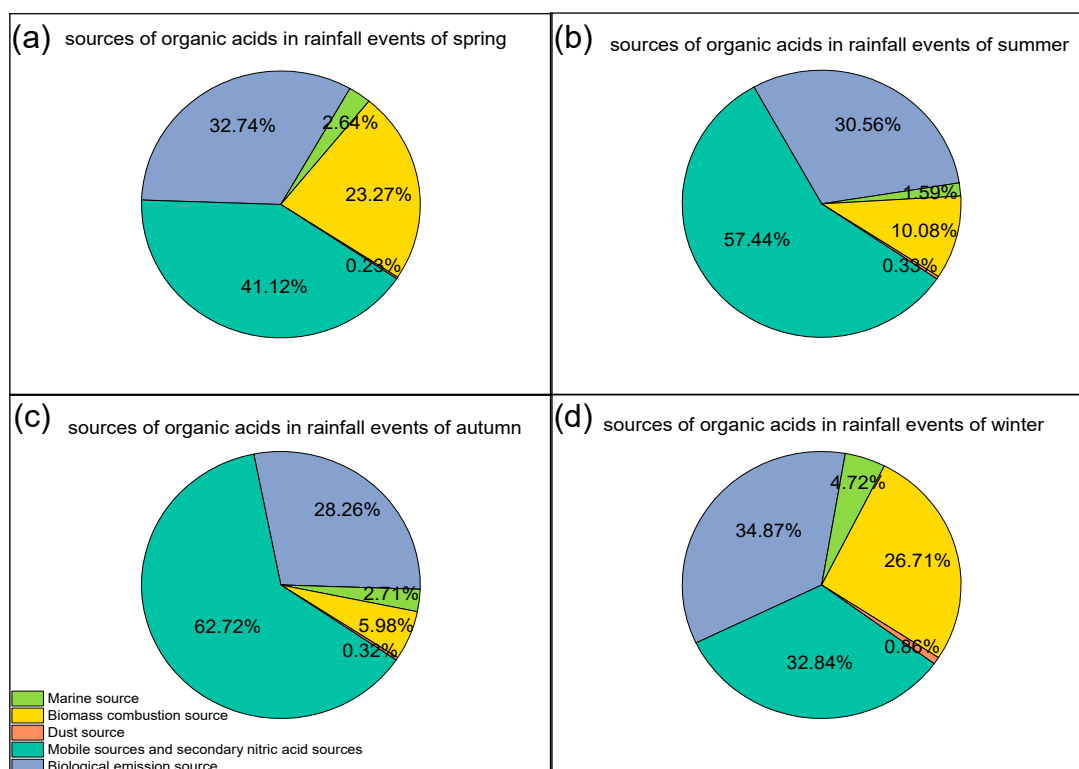 (a) sources of organic acids in rainfall events of spring
32.74%
2.64%
23.27%
0.23%
41.12%
(b) sources of organic acids in rainfall events of summer
30.56%
1.59%
10.08%
57.44%
0.33%
(c) sources of organic acids in rainfall events of autumn
28.26%
2.71%
5.98%
62.72%
0.32%
Marine source
Biomass combustion source
Dust source
Mobile sources and secondary nitric acid sources
Biological emission source
(d) sources of organic acids in rainfall events of winter
4.72%
34.87%
26.71%
0.86%
32.84%